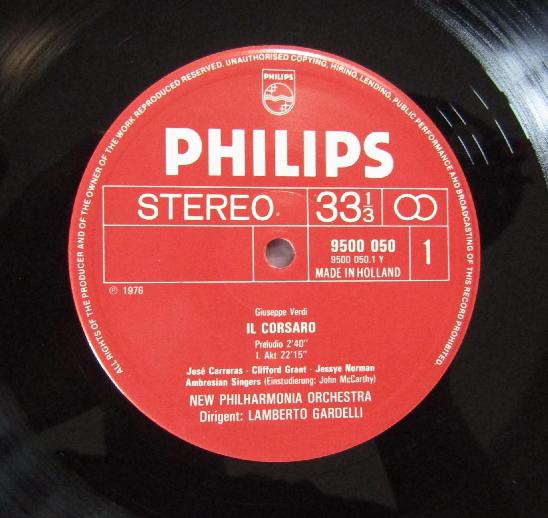 ALL RIGHTS OF THE PRODUCER AND OF THE OWNER OF THE WORK REPRODUCED RESERVED. UNAUTHORISED COPYING, HIRING, LENDING, PUBLIC PERFORMANCE AND BROADCASTING OF THIS RECORD PROHIBITED.
PHILIPS
PHILIPS
STEREO 33 1/3
9500 050
9500 050.1 Y
MADE IN HOLLAND
1
℗ 1976
Giuseppe Verdi
IL CORSARO
Preludio 2'40"
I. Akt 22'15"
José Carreras · Clifford Grant · Jessye Norman
Ambrosian Singers (Einstudierung: John McCarthy)
NEW PHILHARMONIA ORCHESTRA
Dirigent: LAMBERTO GARDELLI